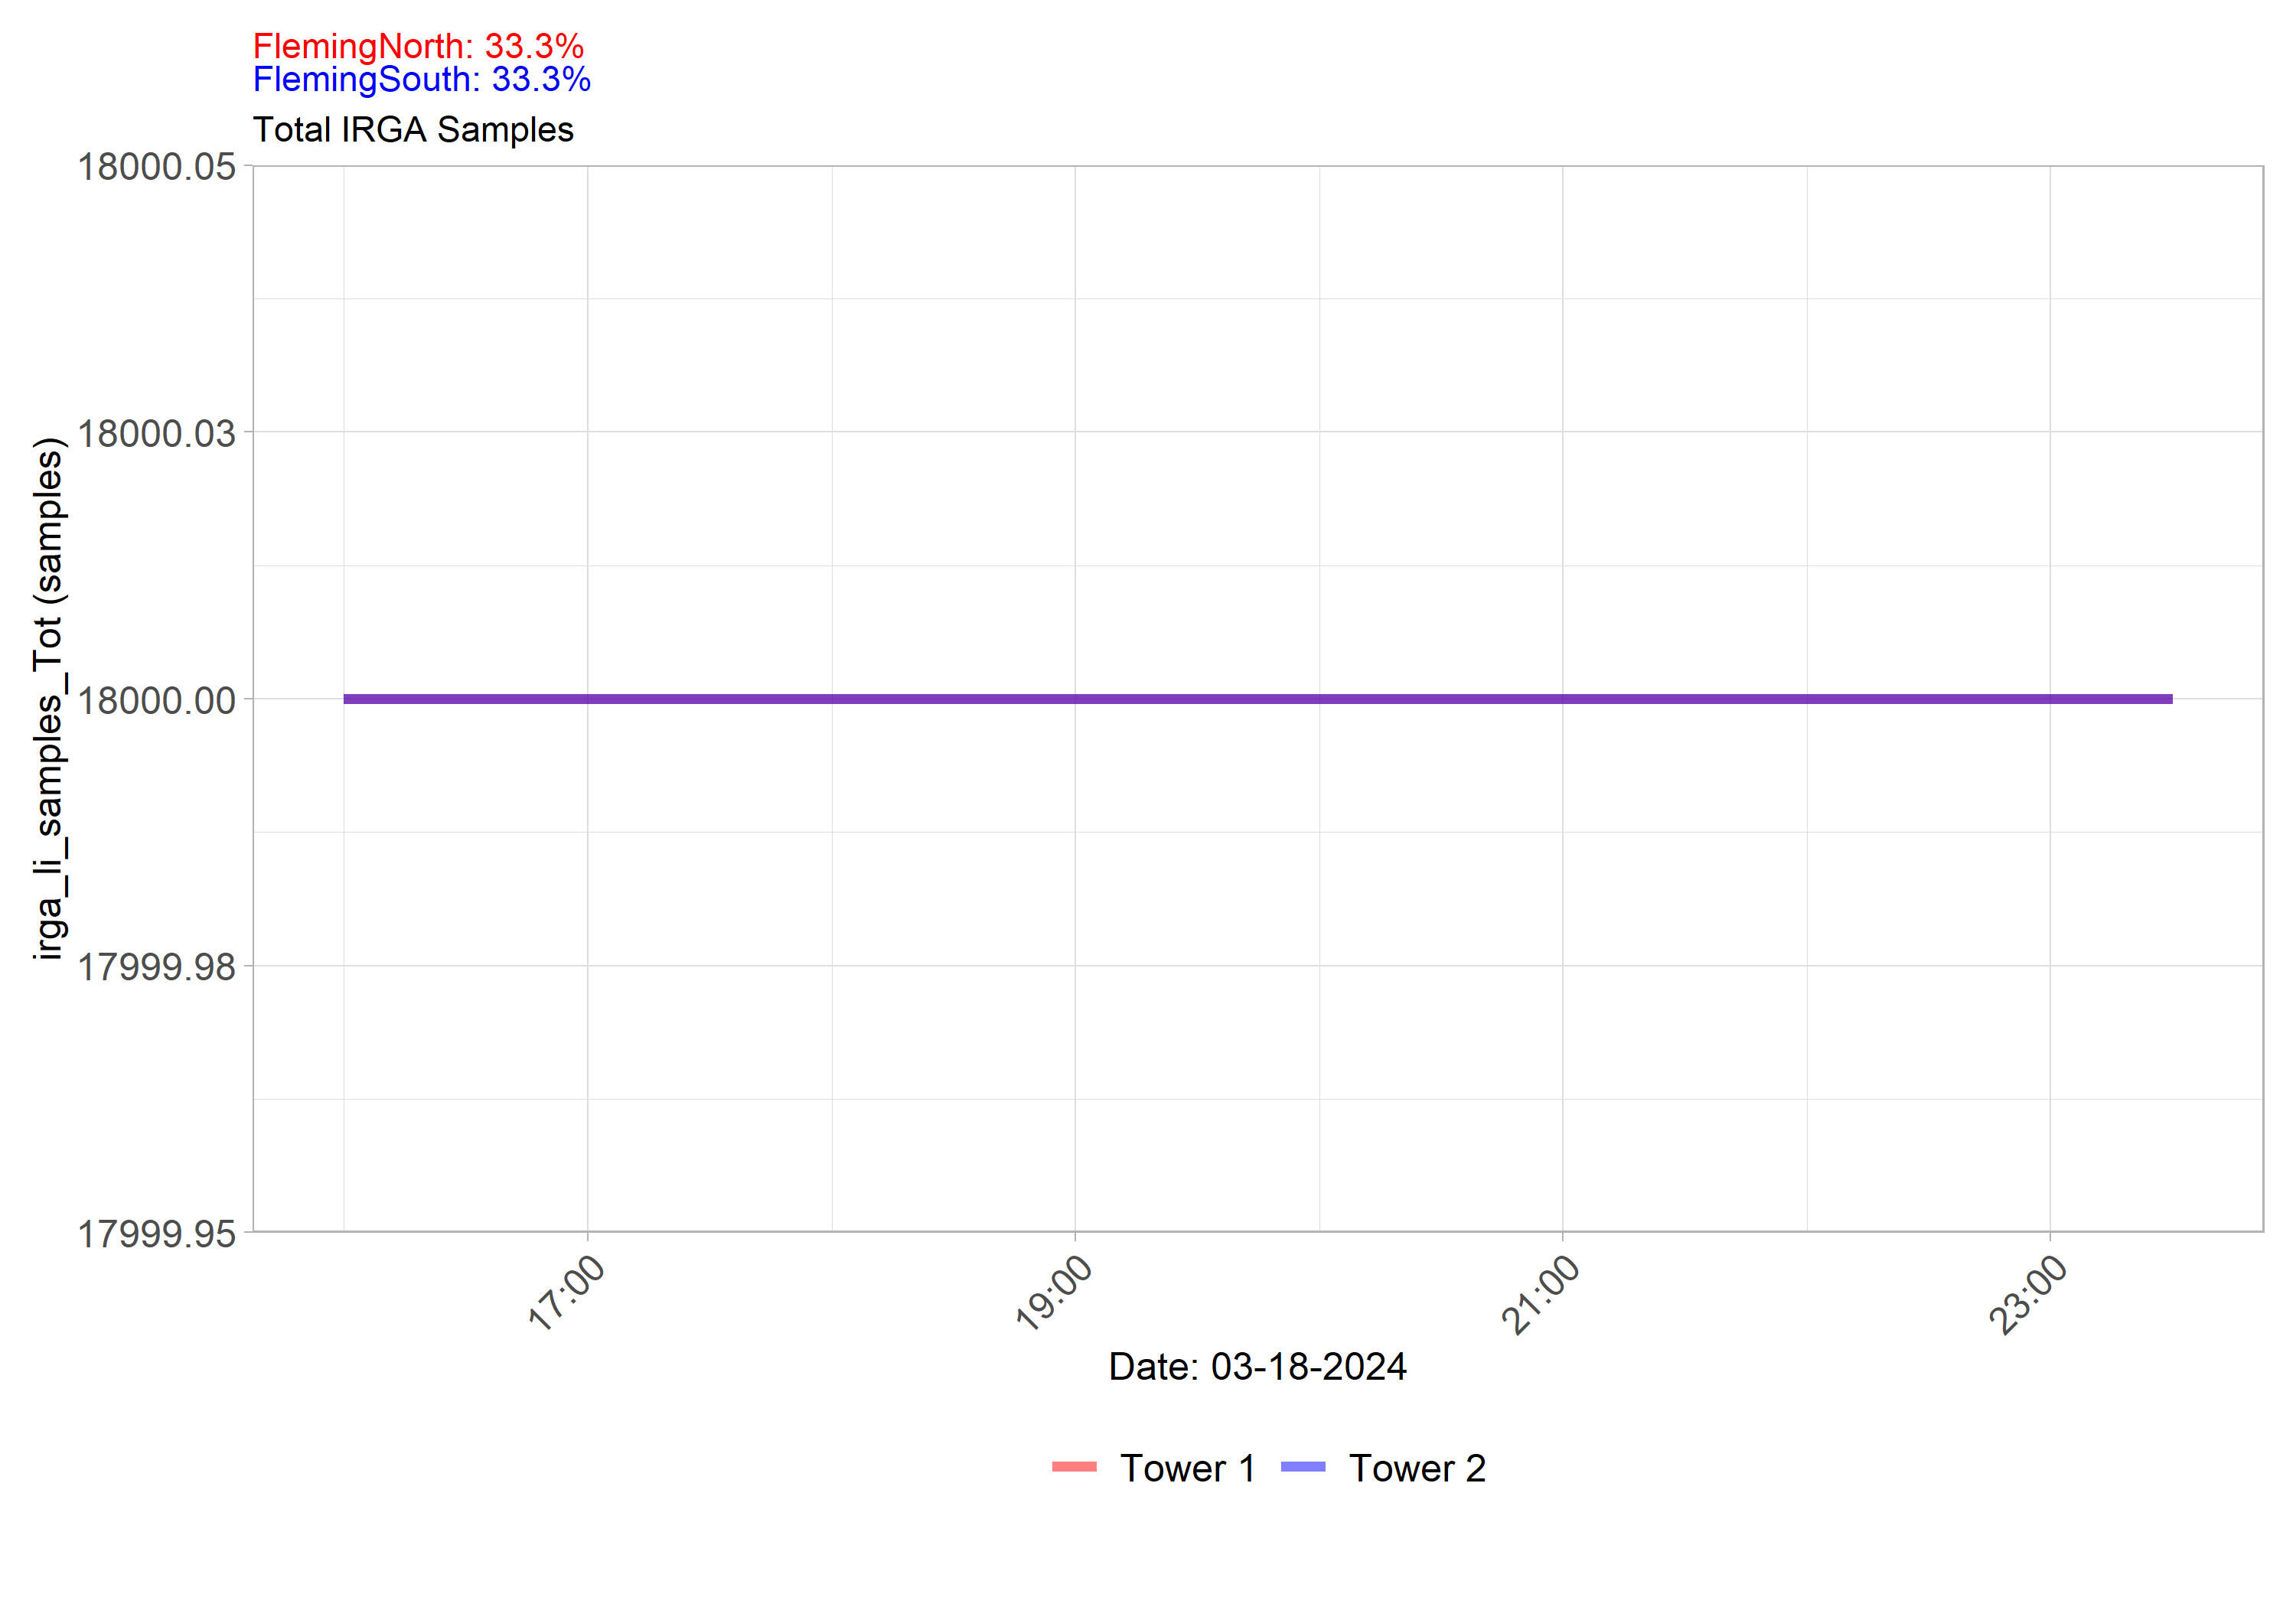 FlemingNorth: 33.3%
FlemingSouth: 33.3%
Total IRGA Samples
18000.05
18000.03
18000.00
17999.98
17999.95
irga_li_samples_Tot (samples)
17:00
19:00
21:00
23:00
Date: 03-18-2024
Tower 1
Tower 2